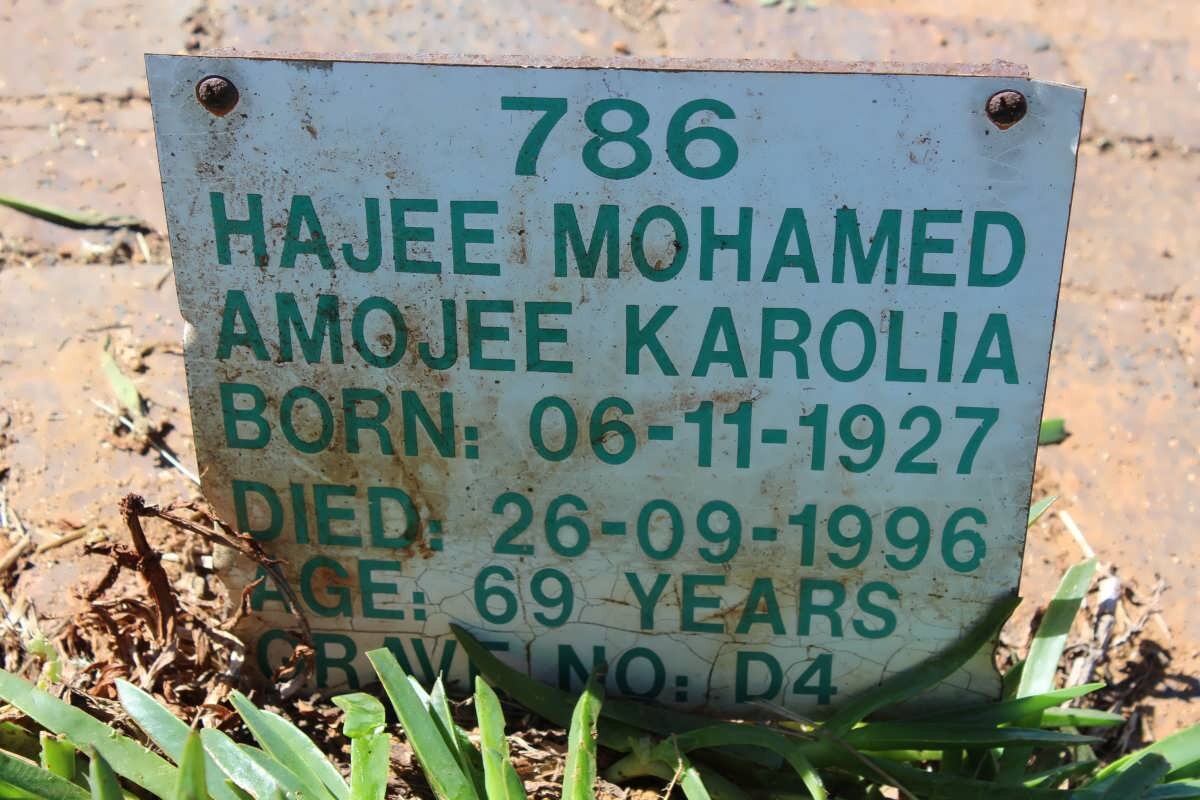 786
HAJEE MOHAMED
AMOJEE KAROLIA
BORN: 06-11-1927
DIED: 26-09-1996
AGE: 69 YEARS
GRAVE NO: D4